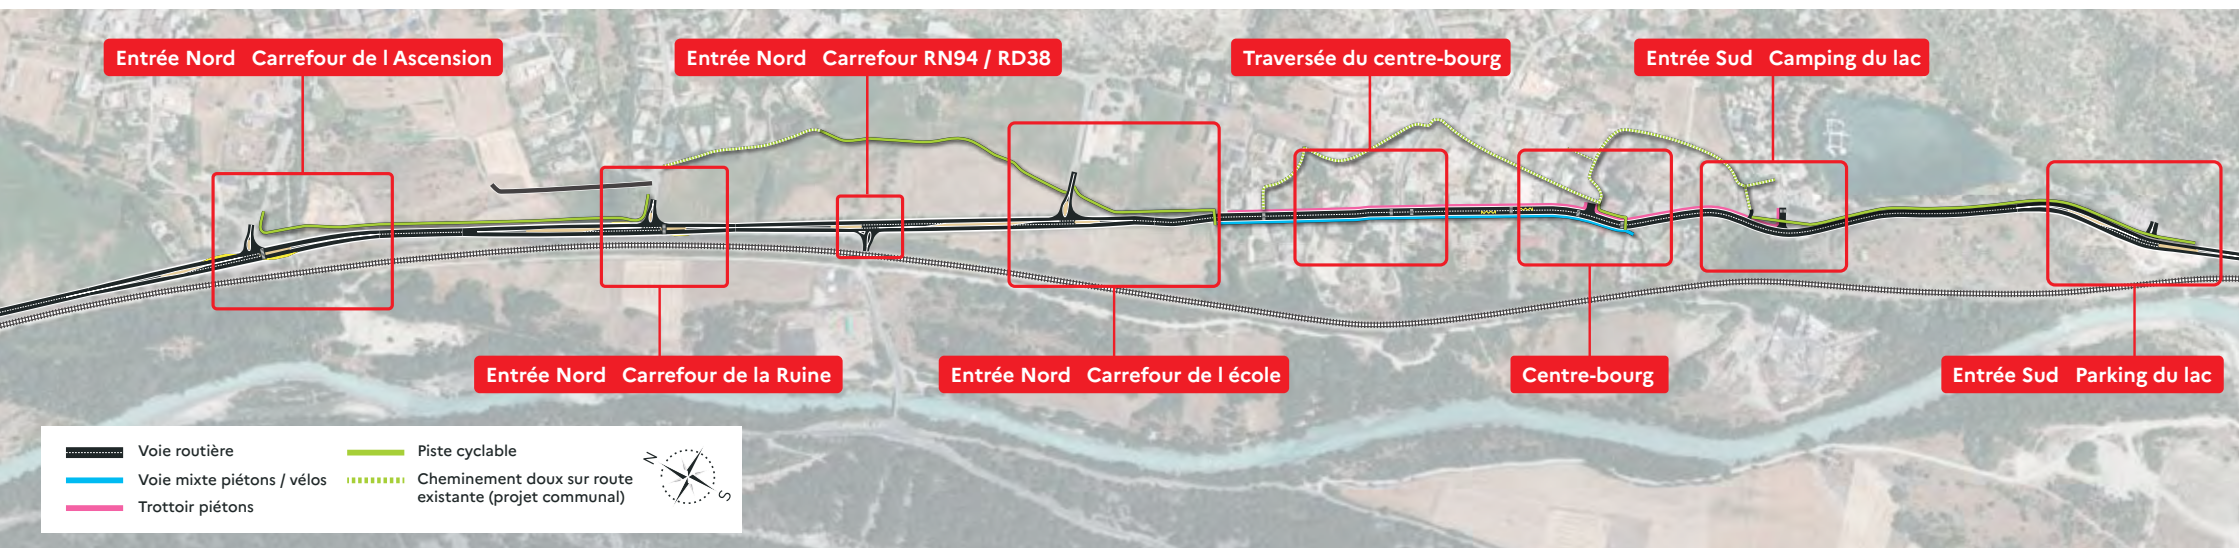 Entrée Nord Carrefour de l Ascension
Entrée Nord Carrefour RN94 / RD38
Traversée du centre-bourg
Entrée Sud Camping du lac
Entrée Nord Carrefour de la Ruine
Entrée Nord Carrefour de l école
Centre-bourg
Entrée Sud Parking du lac
Voie routière
Voie mixte piétons / vélos
Trottoir piétons
Piste cyclable
Cheminement doux sur route
existante (projet communal)
N
S